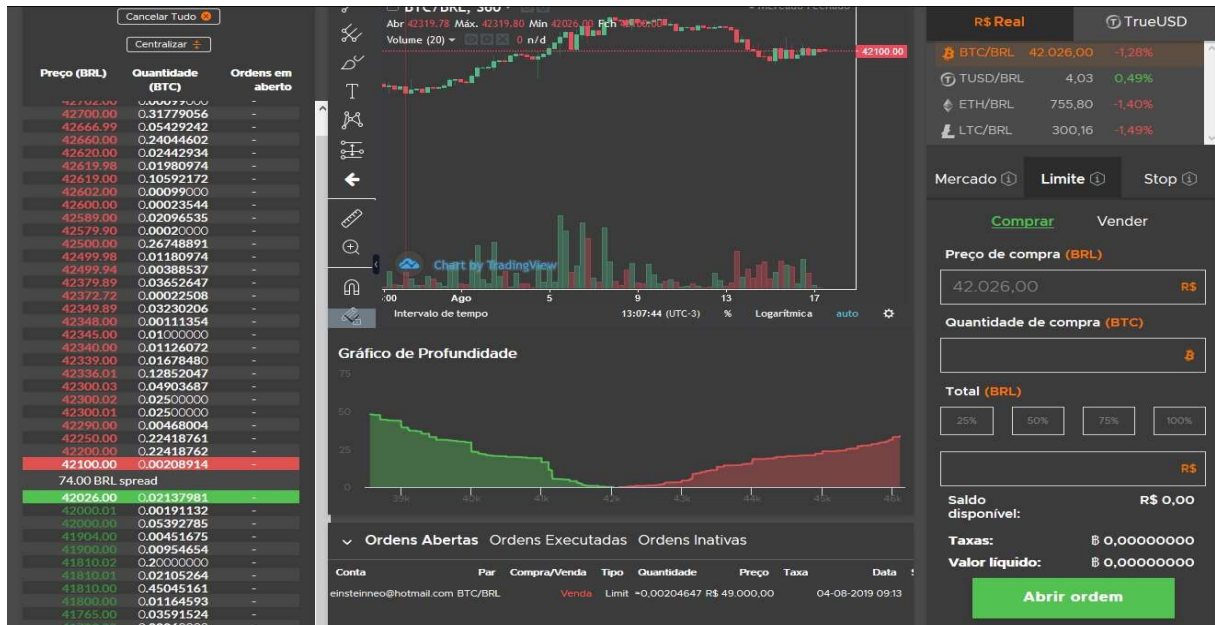 Cancelar Tudo
Centralizar
Preço (BRL) Quantidade (BTC) Ordens em aberto
42702.00 0.00099000 -
42700.00 0.31779056 -
42666.99 0.05429242 -
42660.00 0.24044602 -
42620.00 0.02442934 -
42619.98 0.01980974 -
42619.00 0.10592172 -
42602.00 0.00099000 -
42600.00 0.00023544 -
42589.00 0.02096535 -
42579.90 0.00020000 -
42500.00 0.26748891 -
42499.98 0.01180974 -
42499.94 0.00388537 -
42379.89 0.03652647 -
42372.72 0.00022508 -
42349.89 0.03230206 -
42348.00 0.00111354 -
42345.00 0.01000000 -
42340.00 0.01126072 -
42339.00 0.01678480 -
42336.01 0.12852047 -
42300.03 0.04903687 -
42300.02 0.02500000 -
42300.01 0.02500000 -
42290.00 0.00468004 -
42250.00 0.22418761 -
42200.00 0.22418762 -
42100.00 0.00208914 -
74.00 BRL spread
42026.00 0.02137981 -
42000.01 0.00191132 -
42000.00 0.05392785 -
41904.00 0.00451675 -
41900.00 0.00954654 -
41810.02 0.20000000 -
41810.01 0.02105264 -
41810.00 0.45045161 -
41800.00 0.01164593 -
41765.00 0.03591524 -
BTC/BRL, 360
Abr 42319.78 Máx. 42319.80 Min 42026.00 Fch
Volume (20) 0 n/d
42100.00
Chart by TradingView
:00 Ago 5 9 13 17
Intervalo de tempo 13:07:44 (UTC-3) % Logarítmica auto
Gráfico de Profundidade
75
50
25
0
39k 40k 41k 42k 43k 44k 45k 46k
Ordens Abertas Ordens Executadas Ordens Inativas
Conta Par Compra/Venda Tipo Quantidade Preço Taxa Data
einsteinneo@hotmail.com BTC/BRL Venda Limit -0,00204647 R$ 49.000,00 04-08-2019 09:13
R$ Real TrueUSD
BTC/BRL 42.026,00 -1,28%
TUSD/BRL 4,03 0,49%
ETH/BRL 755,80 -1,40%
LTC/BRL 300,16 -1,49%
Mercado Limite Stop
Comprar Vender
Preço de compra (BRL)
42.026,00 R$
Quantidade de compra (BTC)
Total (BRL)
25% 50% 75% 100%
R$
Saldo disponível: R$ 0,00
Taxas: ฿ 0,00000000
Valor líquido: ฿ 0,00000000
Abrir ordem